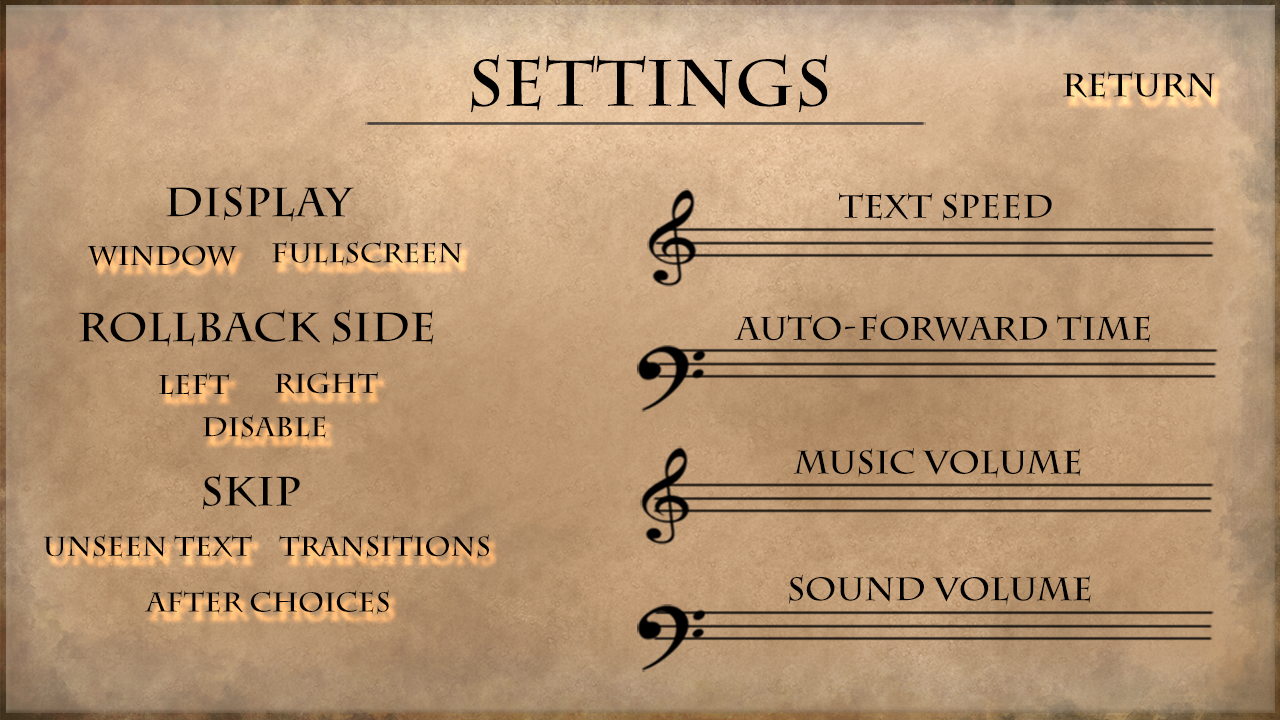 SETTINGS
RETURN
DISPLAY
WINDOW FULLSCREEN
ROLLBACK SIDE
LEFT RIGHT
DISABLE
SKIP
UNSEEN TEXT TRANSITIONS
AFTER CHOICES
TEXT SPEED
AUTO-FORWARD TIME
MUSIC VOLUME
SOUND VOLUME